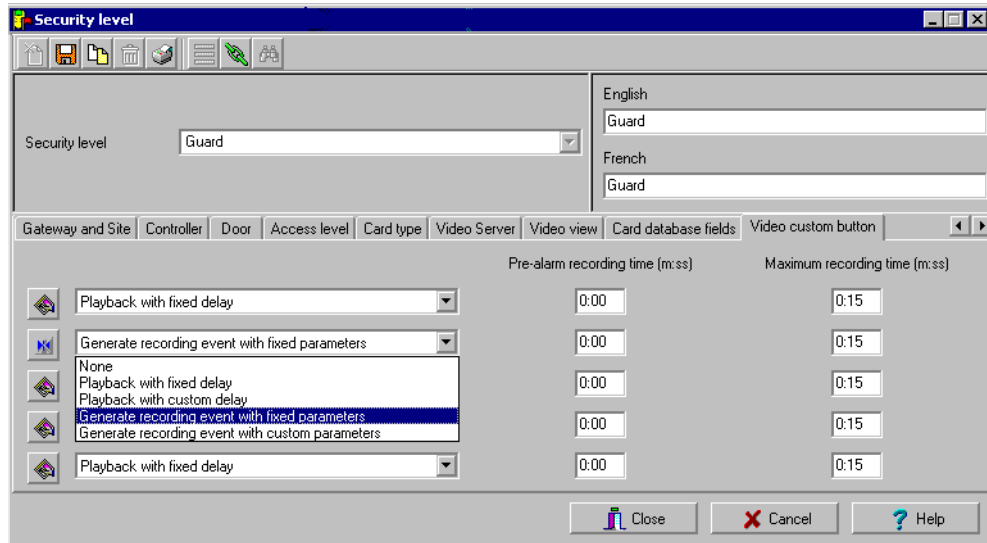 Security level
English
Guard
Security level Guard
French
Guard
Gateway and Site Controller Door Access level Card type Video Server Video view Card database fields Video custom button
Pre-alarm recording time (m:ss) Maximum recording time (m:ss)
Playback with fixed delay 0:00 0:15
Generate recording event with fixed parameters 0:00 0:15
None
Playback with fixed delay 0:00 0:15
Playback with custom delay
Generate recording event with fixed parameters 0:00 0:15
Generate recording event with custom parameters
Playback with fixed delay 0:00 0:15
Close Cancel Help